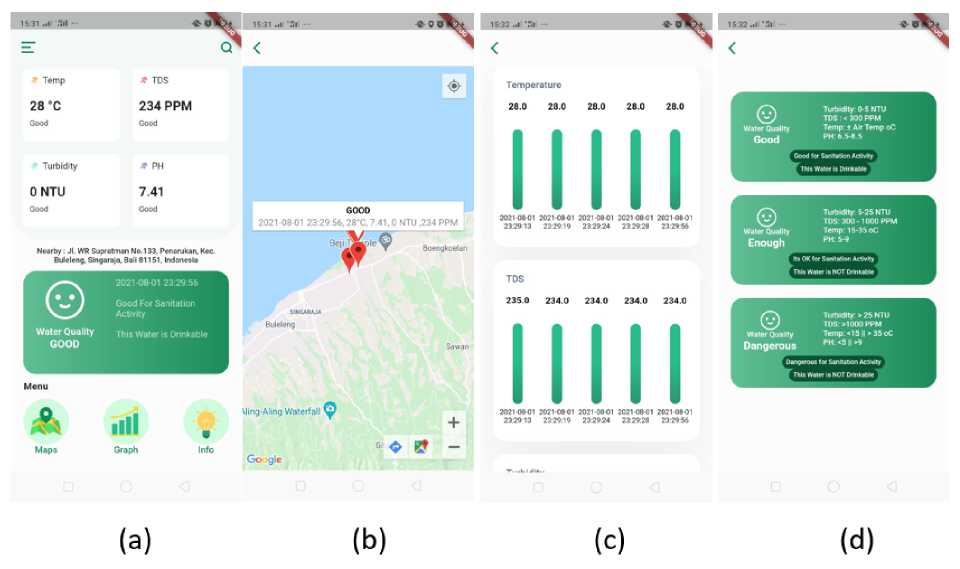 15:31
Temp
28 °C
Good
TDS
234 PPM
Good
Turbidity
0 NTU
Good
PH
7.41
Good
Nearby : Jl. WR Supratman No.133, Penarukan, Kec.
Buleleng, Singaraja, Bali 81151, Indonesia
2021-08-01 23:29:56
Good For Sanitation
Activity
This Water is Drinkable
Water Quality
GOOD
Menu
Maps
Graph
Info
(a)
15:31
GOOD
2021-08-01 23:29:56, 28°C, 7.41, 0 NTU ,234 PPM
Beji Temple
Boengkoelan
SINGARAJA
Buleleng
Sawan
Aling-Aling Waterfall
Gi
+
−
Google
(b)
15:32
Temperature
28.0 28.0 28.0 28.0 28.0
2021-08-01 2021-08-01 2021-08-01 2021-08-01 2021-08-01
23:29:13 23:29:19 23:29:24 23:29:28 23:29:56
TDS
235.0 234.0 234.0 234.0 234.0
2021-08-01 2021-08-01 2021-08-01 2021-08-01 2021-08-01
23:29:13 23:29:19 23:29:24 23:29:28 23:29:56
Turbidity
(c)
15:32
Water Quality
Good
Turbidity: 0-5 NTU
TDS : < 300 PPM
Temp: ± Air Temp oC
PH: 6.5-8.5
Good for Sanitation Activity
This Water is Drinkable
Water Quality
Enough
Turbidity: 5-25 NTU
TDS: 300 - 1000 PPM
Temp: 15-35 oC
PH: 5-9
Its OK for Sanitation Activity
This Water is NOT Drinkable
Water Quality
Dangerous
Turbidity: > 25 NTU
TDS: >1000 PPM
Temp: <15 || > 35 oC
PH: <5 || >9
Dangerous for Sanitation Activity
This Water is NOT Drinkable
(d)